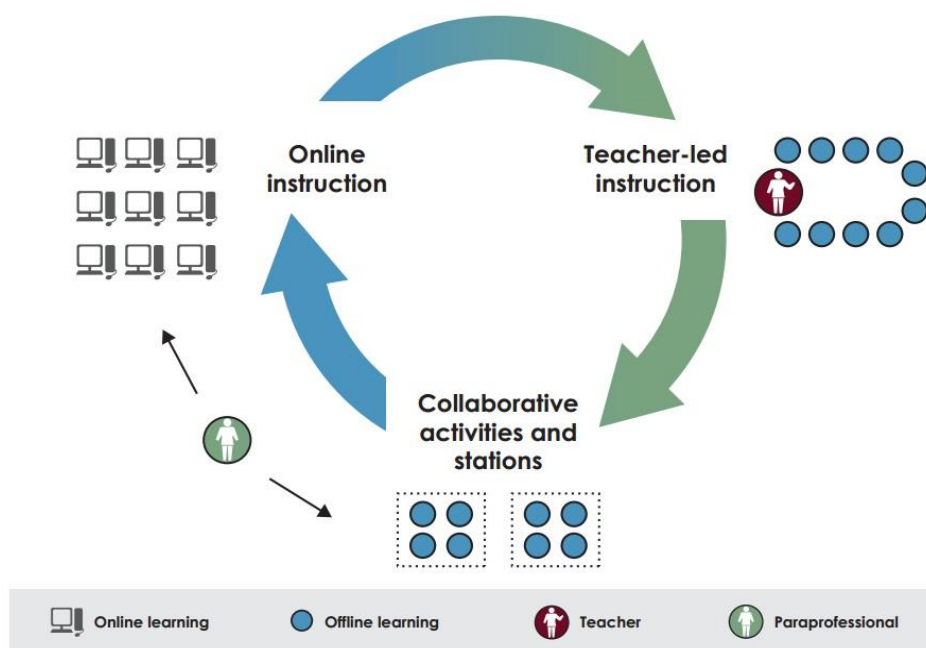 Online
instruction
Teacher-led
instruction
Collaborative
activities and
stations
Online learning
Offline learning
Teacher
Paraprofessional